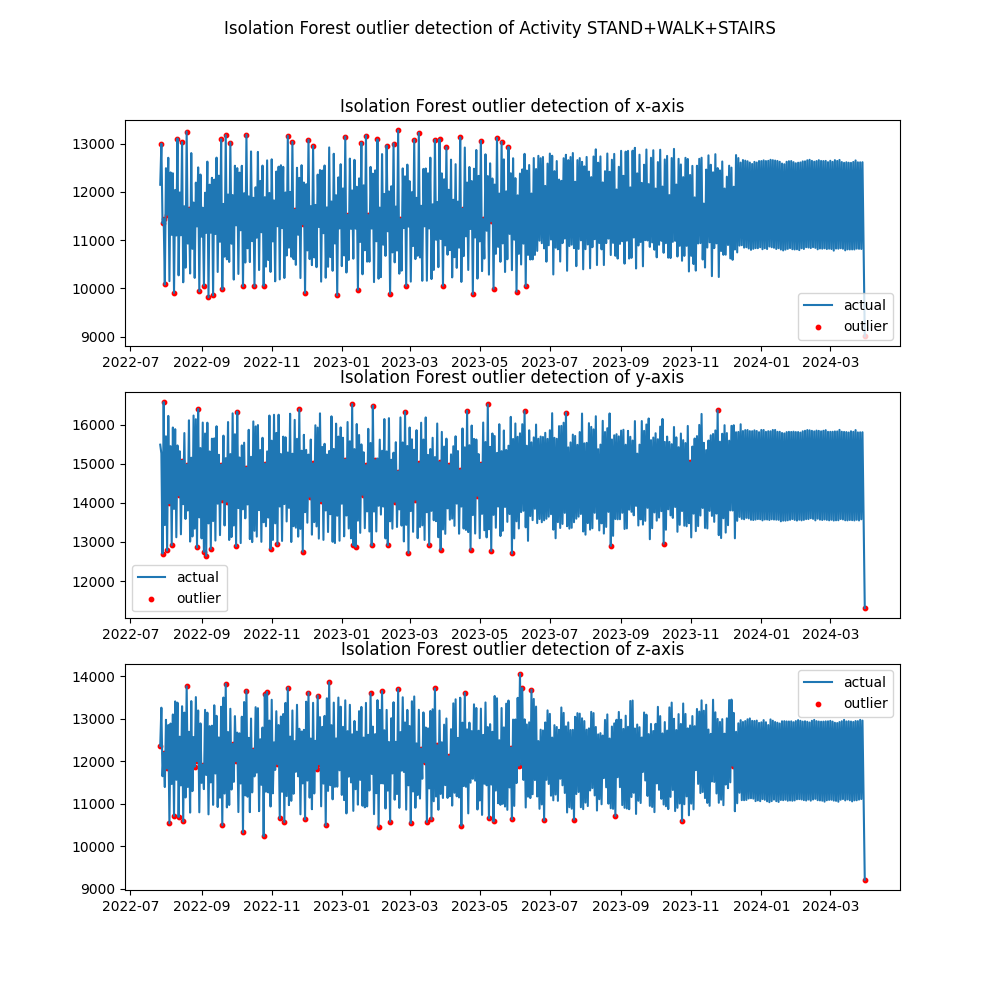 Isolation Forest outlier detection of Activity STAND+WALK+STAIRS
Isolation Forest outlier detection of x-axis
13000
12000
11000
10000
9000
actual
outlier
2022-07 2022-09 2022-11 2023-01 2023-03 2023-05 2023-07 2023-09 2023-11 2024-01 2024-03
Isolation Forest outlier detection of y-axis
16000
15000
14000
13000
12000
actual
outlier
2022-07 2022-09 2022-11 2023-01 2023-03 2023-05 2023-07 2023-09 2023-11 2024-01 2024-03
Isolation Forest outlier detection of z-axis
14000
13000
12000
11000
10000
9000
actual
outlier
2022-07 2022-09 2022-11 2023-01 2023-03 2023-05 2023-07 2023-09 2023-11 2024-01 2024-03